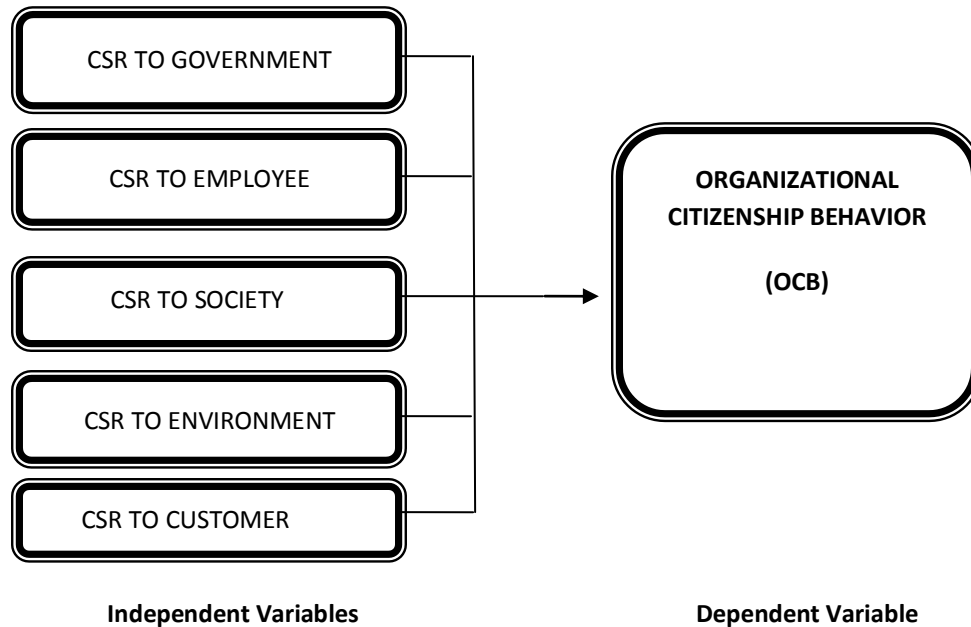 CSR TO GOVERNMENT
CSR TO EMPLOYEE
CSR TO SOCIETY
CSR TO ENVIRONMENT
CSR TO CUSTOMER
ORGANIZATIONAL
CITIZENSHIP BEHAVIOR
(OCB)
Independent Variables
Dependent Variable